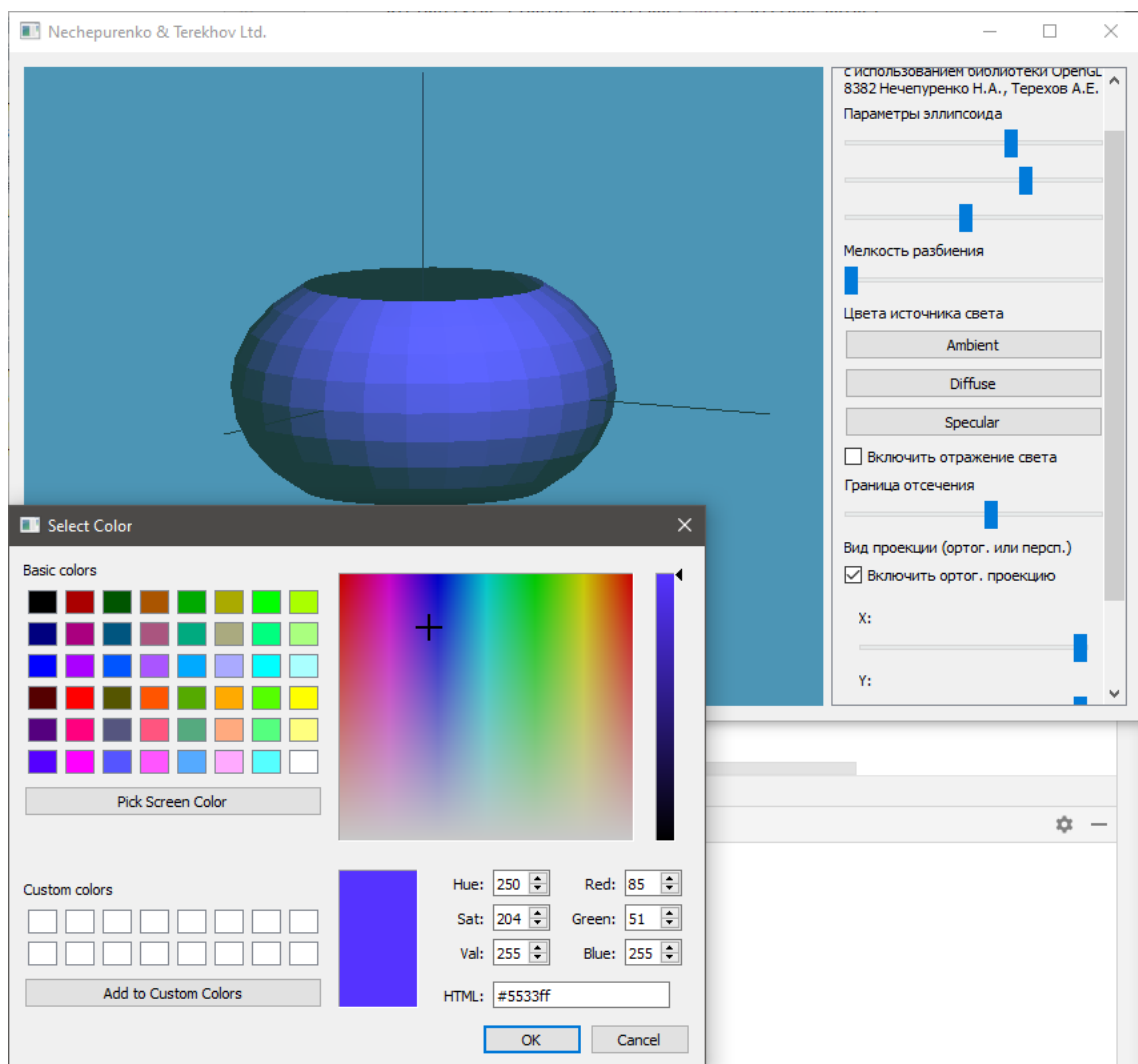 Nechepurenko & Terekhov Ltd.
с использованием библиотеки OpenGL
8382 Нечепуренко Н.А., Терехов А.Е.
Параметры эллипсоида
Мелкость разбиения
Цвета источника света
Ambient
Diffuse
Specular
Включить отражение света
Граница отсечения
Вид проекции (ортог. или персп.)
Включить ортог. проекцию
X:
Y:
Select Color
Basic colors
Pick Screen Color
Custom colors
Add to Custom Colors
Hue: 250 Red: 85
Sat: 204 Green: 51
Val: 255 Blue: 255
HTML: #5533ff
OK Cancel